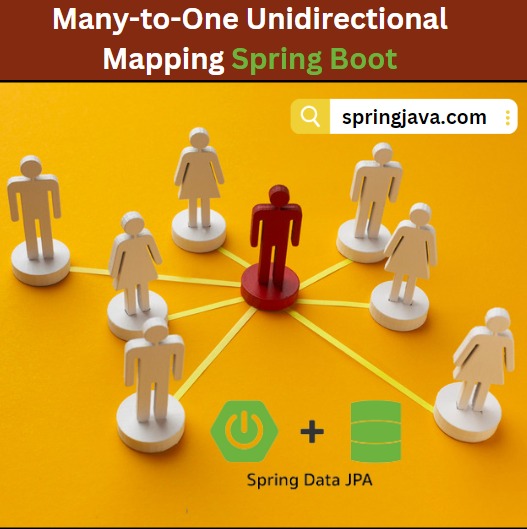 Many-to-One Unidirectional
Mapping Spring Boot
springjava.com
+
Spring Data JPA